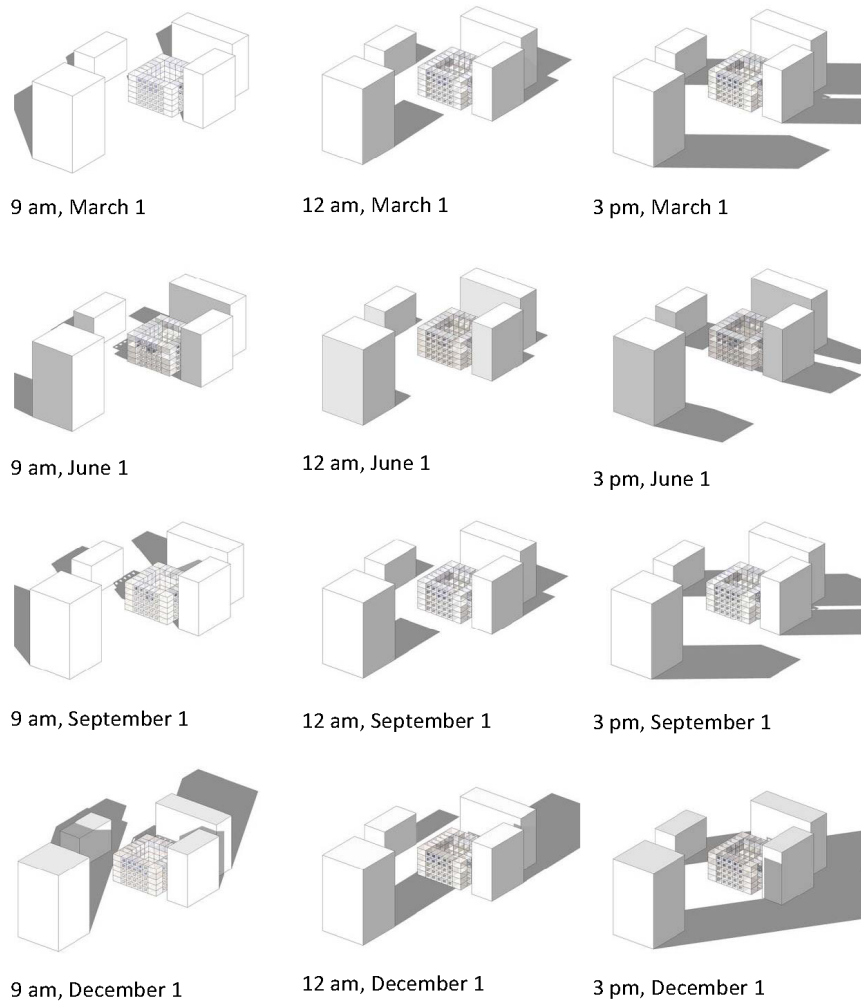 9 am, March 1
12 am, March 1
3 pm, March 1
9 am, June 1
12 am, June 1
3 pm, June 1
9 am, September 1
12 am, September 1
3 pm, September 1
9 am, December 1
12 am, December 1
3 pm, December 1